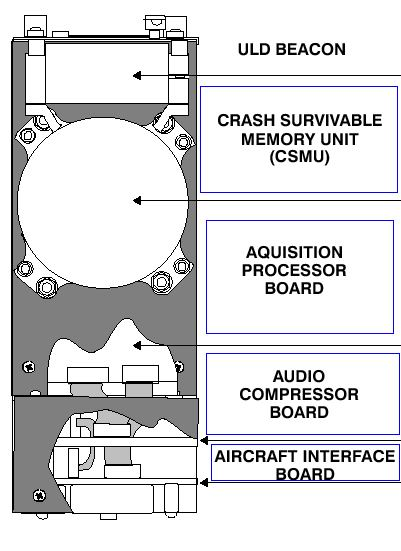 ULD BEACON
CRASH SURVIVABLE
MEMORY UNIT
(CSMU)
AQUISITION
PROCESSOR
BOARD
AUDIO
COMPRESSOR
BOARD
AIRCRAFT INTERFACE
BOARD